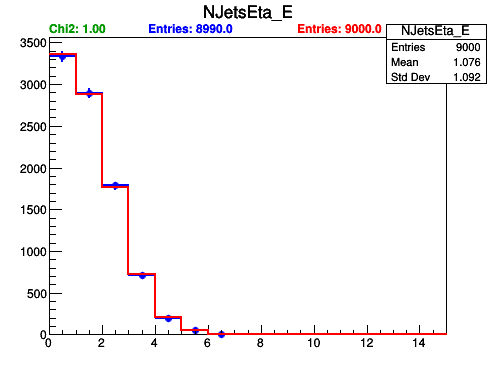 NJetsEta_E
Chi2: 1.00 Entries: 8990.0 Entries: 9000.0
NJetsEta_E
Entries 9000
Mean 1.076
Std Dev 1.092
3500
3000
2500
2000
1500
1000
500
0
0 2 4 6 8 10 12 14